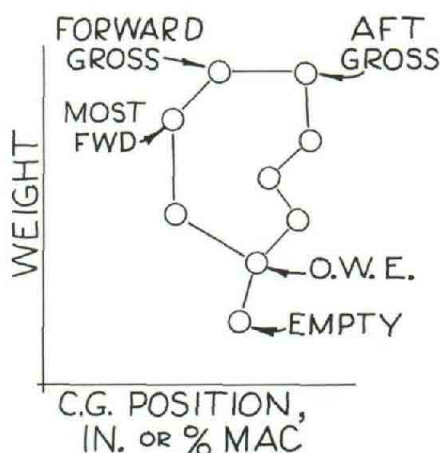 FORWARD
GROSS
AFT
GROSS
MOST
FWD
WEIGHT
O.W.E.
EMPTY
C.G. POSITION,
IN. OR % MAC